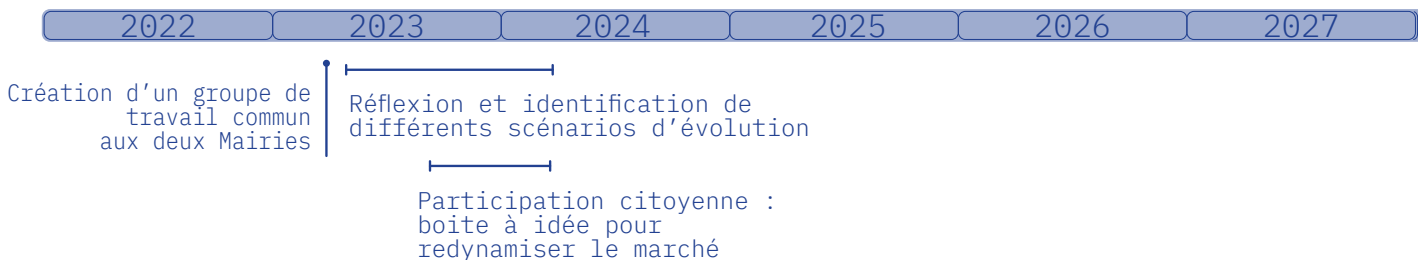 2022 2023 2024 2025 2026 2027
Création d’un groupe de
travail commun
aux deux Mairies
Réflexion et identification de
différents scénarios d’évolution
Participation citoyenne :
boite à idée pour
redynamiser le marché